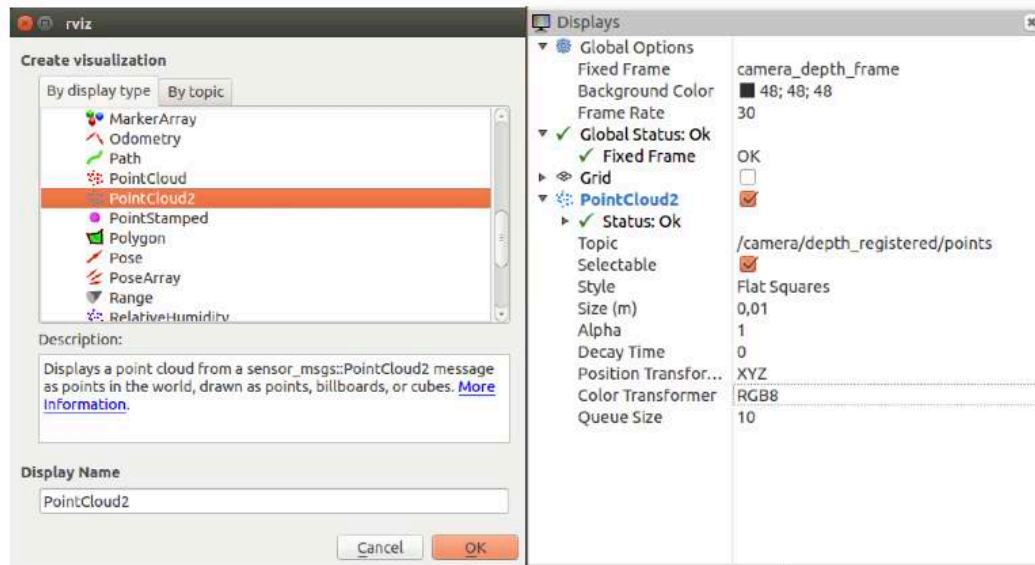 rviz
Create visualization
By display type By topic
MarkerArray
Odometry
Path
PointCloud
PointCloud2
PointStamped
Polygon
Pose
PoseArray
Range
RelativeHumidity
Description:
Displays a point cloud from a sensor_msgs::PointCloud2 message
as points in the world, drawn as points, billboards, or cubes. More
Information.
Display Name
PointCloud2
Cancel OK
Displays
Global Options
Fixed Frame camera_depth_frame
Background Color 48; 48; 48
Frame Rate 30
Global Status: Ok
Fixed Frame OK
Grid
PointCloud2
Status: Ok
Topic /camera/depth_registered/points
Selectable
Style Flat Squares
Size (m) 0,01
Alpha 1
Decay Time 0
Position Transfor... XYZ
Color Transformer RGB8
Queue Size 10